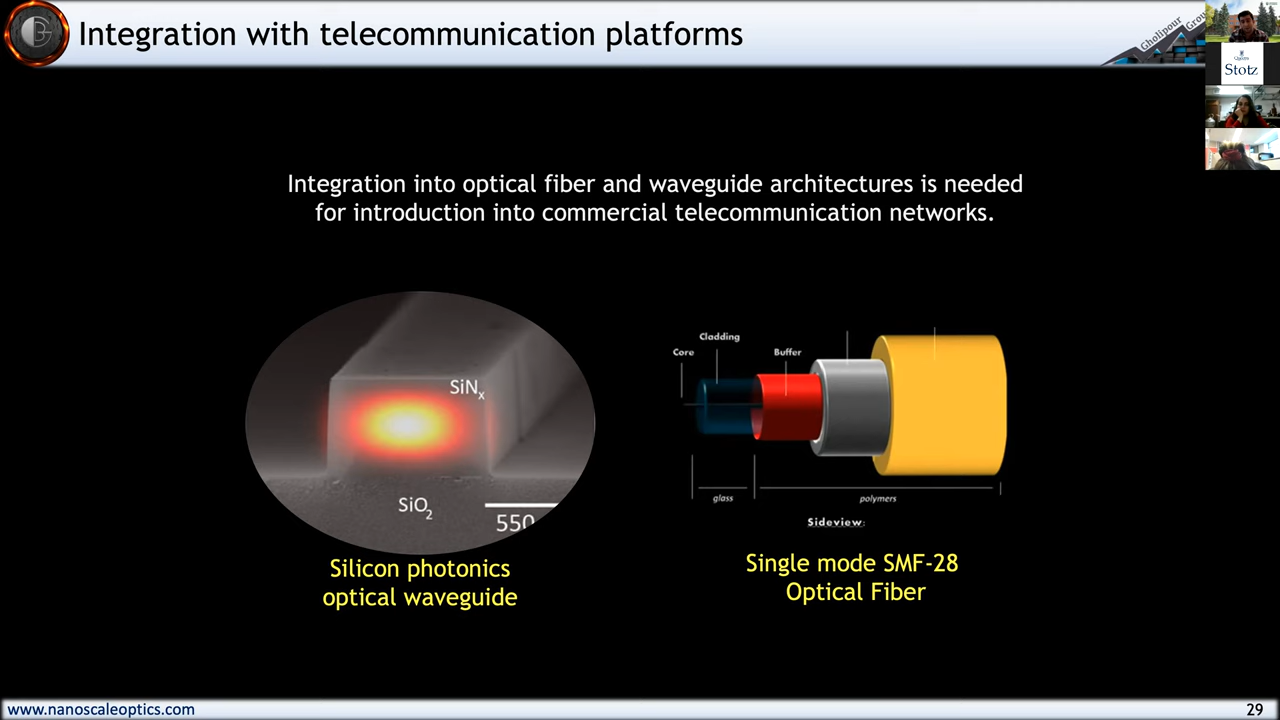 Integration with telecommunication platforms
Gholipour Grou
Stotz
Integration into optical fiber and waveguide architectures is needed
for introduction into commercial telecommunication networks.
SiNx
SiO2
550
Core
Cladding
Buffer
glass
polymers
Sideview:
Silicon photonics
optical waveguide
Single mode SMF-28
Optical Fiber
www.nanoscaleoptics.com
29